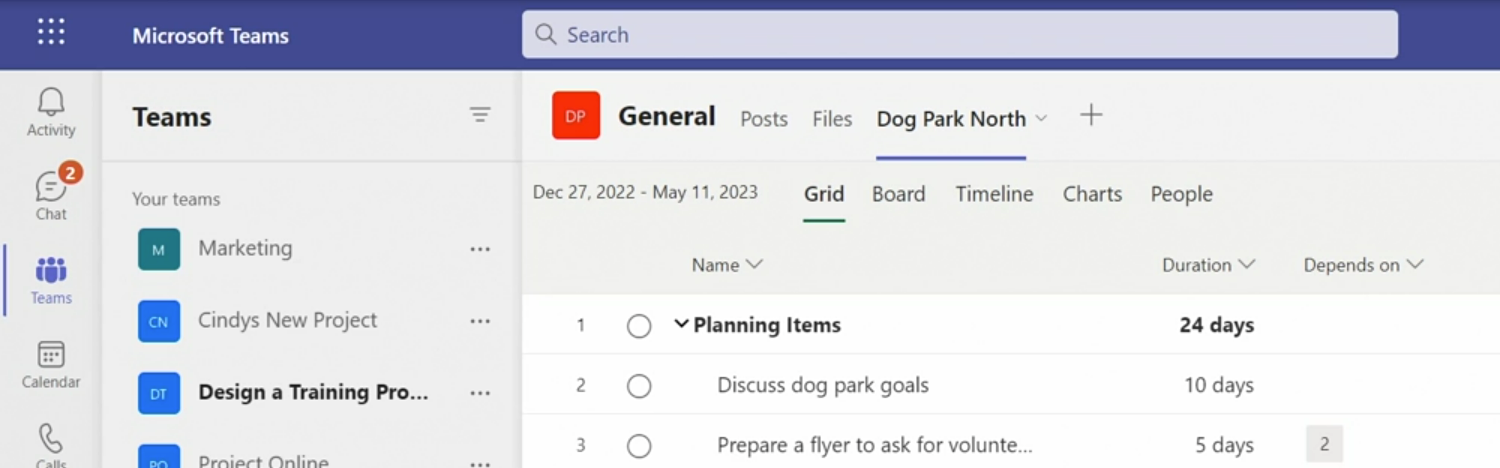 Microsoft Teams
Search
Activity
2
Chat
Teams
Calendar
Calls
Teams
Your teams
M Marketing ...
CN Cindys New Project ...
DT Design a Training Pro... ...
PO Project Online ...
DP General Posts Files Dog Park North
Dec 27, 2022 - May 11, 2023 Grid Board Timeline Charts People
Name Duration Depends on
1 Planning Items 24 days
2 Discuss dog park goals 10 days
3 Prepare a flyer to ask for volunte... 5 days 2